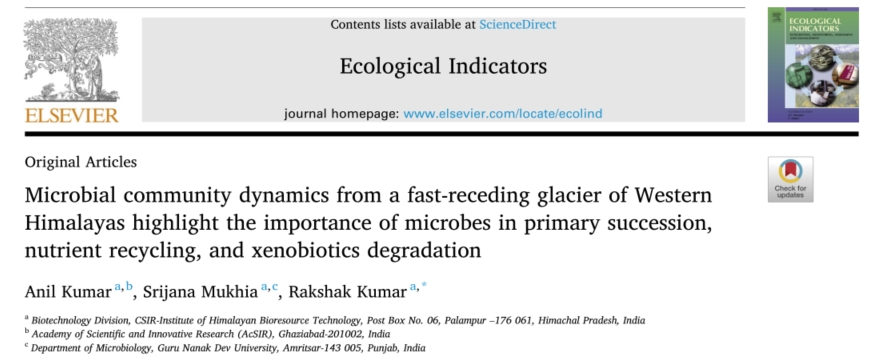 Contents lists available at ScienceDirect
ECOLOGICAL
INDICATORS
Ecological Indicators
ELSEVIER
journal homepage: www.elsevier.com/locate/ecolind
Original Articles
Check for
updates
Microbial community dynamics from a fast-receding glacier of Western
Himalayas highlight the importance of microbes in primary succession,
nutrient recycling, and xenobiotics degradation
Anil Kumar a,b, Srijana Mukhia a,c, Rakshak Kumar a,*
a Biotechnology Division, CSIR-Institute of Himalayan Bioresource Technology, Post Box No. 06, Palampur –176 061, Himachal Pradesh, India
b Academy of Scientific and Innovative Research (AcSIR), Ghaziabad-201002, India
c Department of Microbiology, Guru Nanak Dev University, Amritsar-143 005, Punjab, India